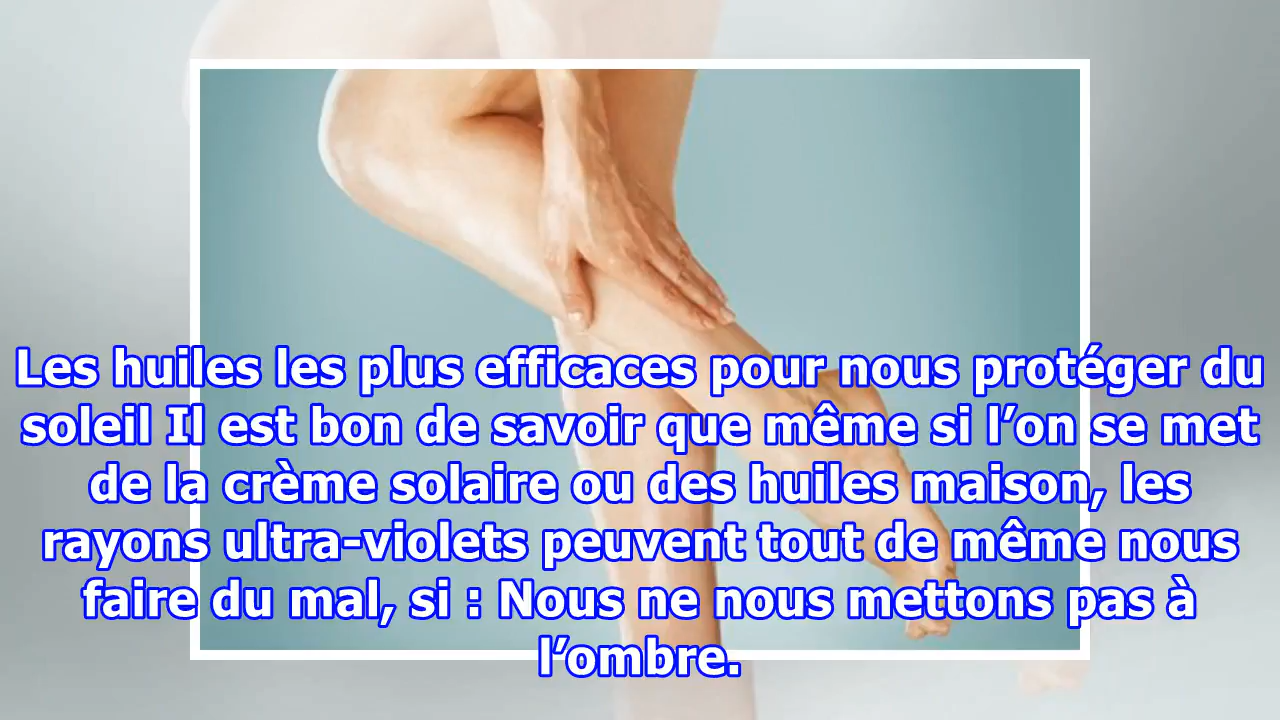 Les huiles les plus efficaces pour nous protéger du
soleil Il est bon de savoir que même si l’on se met
de la crème solaire ou des huiles maison, les
rayons ultra-violets peuvent tout de même nous
faire du mal, si : Nous ne nous mettons pas à
l’ombre.